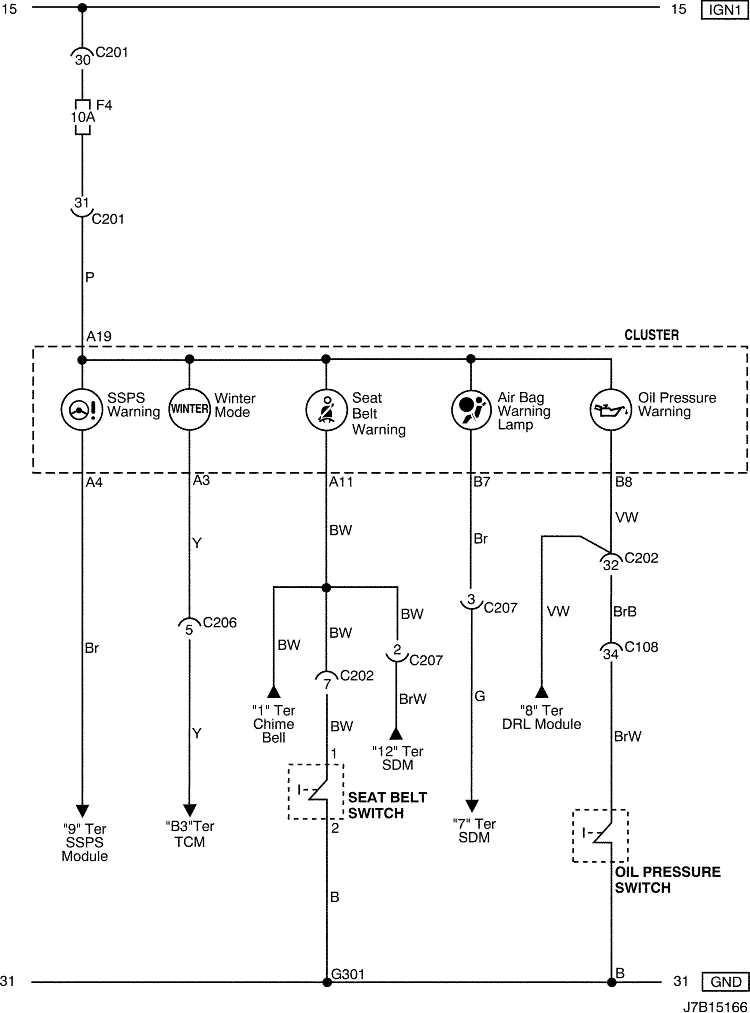 15
15 IGN1
30 C201
F4
10A
31
C201
P
A19
CLUSTER
SSPS
Warning
WINTER
Winter
Mode
Seat
Belt
Warning
Air Bag
Warning
Lamp
Oil Pressure
Warning
A4
A3
A11
B7
B8
VW
BW
Y
Br
C202
32
3
C207
BrB
VW
5
C206
BW
BW
BW
2
C207
C108
34
Br
C202
7
BrW
G
"1" Ter
Chime
Bell
"8" Ter
DRL Module
Y
BW
BrW
"12" Ter
SDM
1
SEAT BELT
SWITCH
2
"9" Ter
SSPS
Module
"B3"Ter
TCM
"7" Ter
SDM
OIL PRESSURE
SWITCH
B
G301
B
31
31 GND
J7B15166